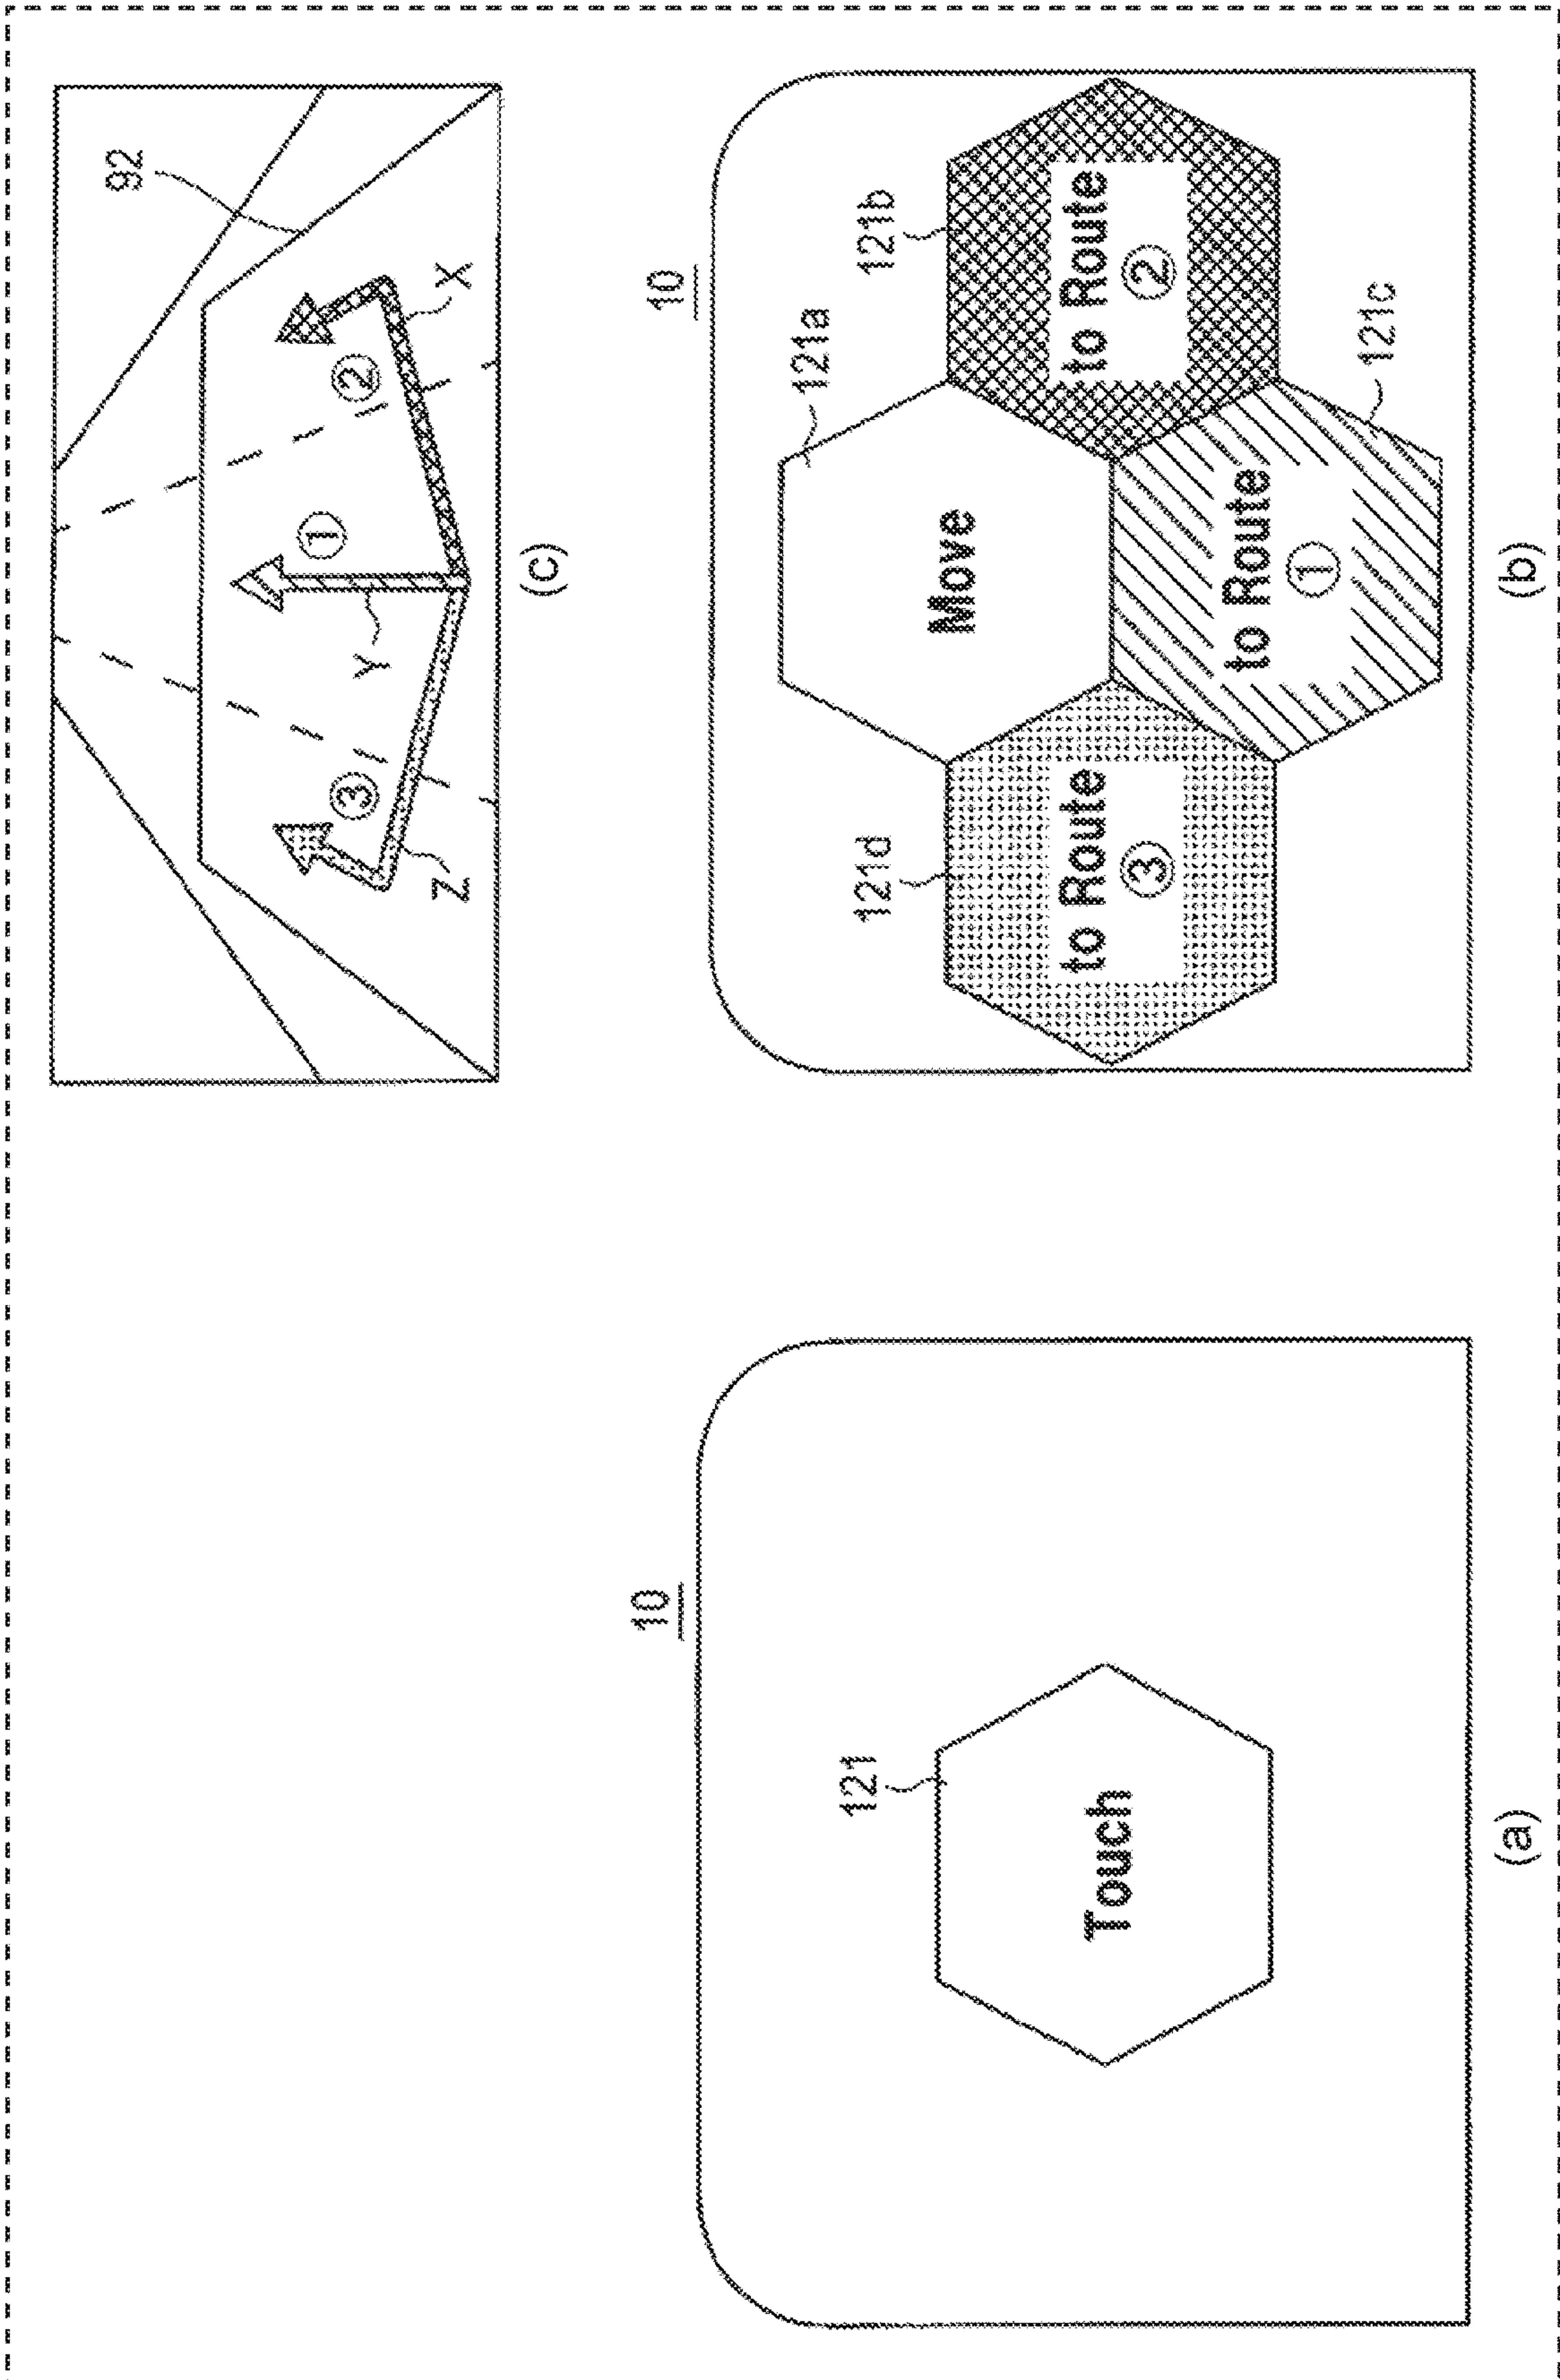 92
①
③
②
Y
Z
X
(c)
10
121
Touch
(a)
10
121a
121d
121b
Move
to Route
③
to Route
②
to Route
①
121c
(b)